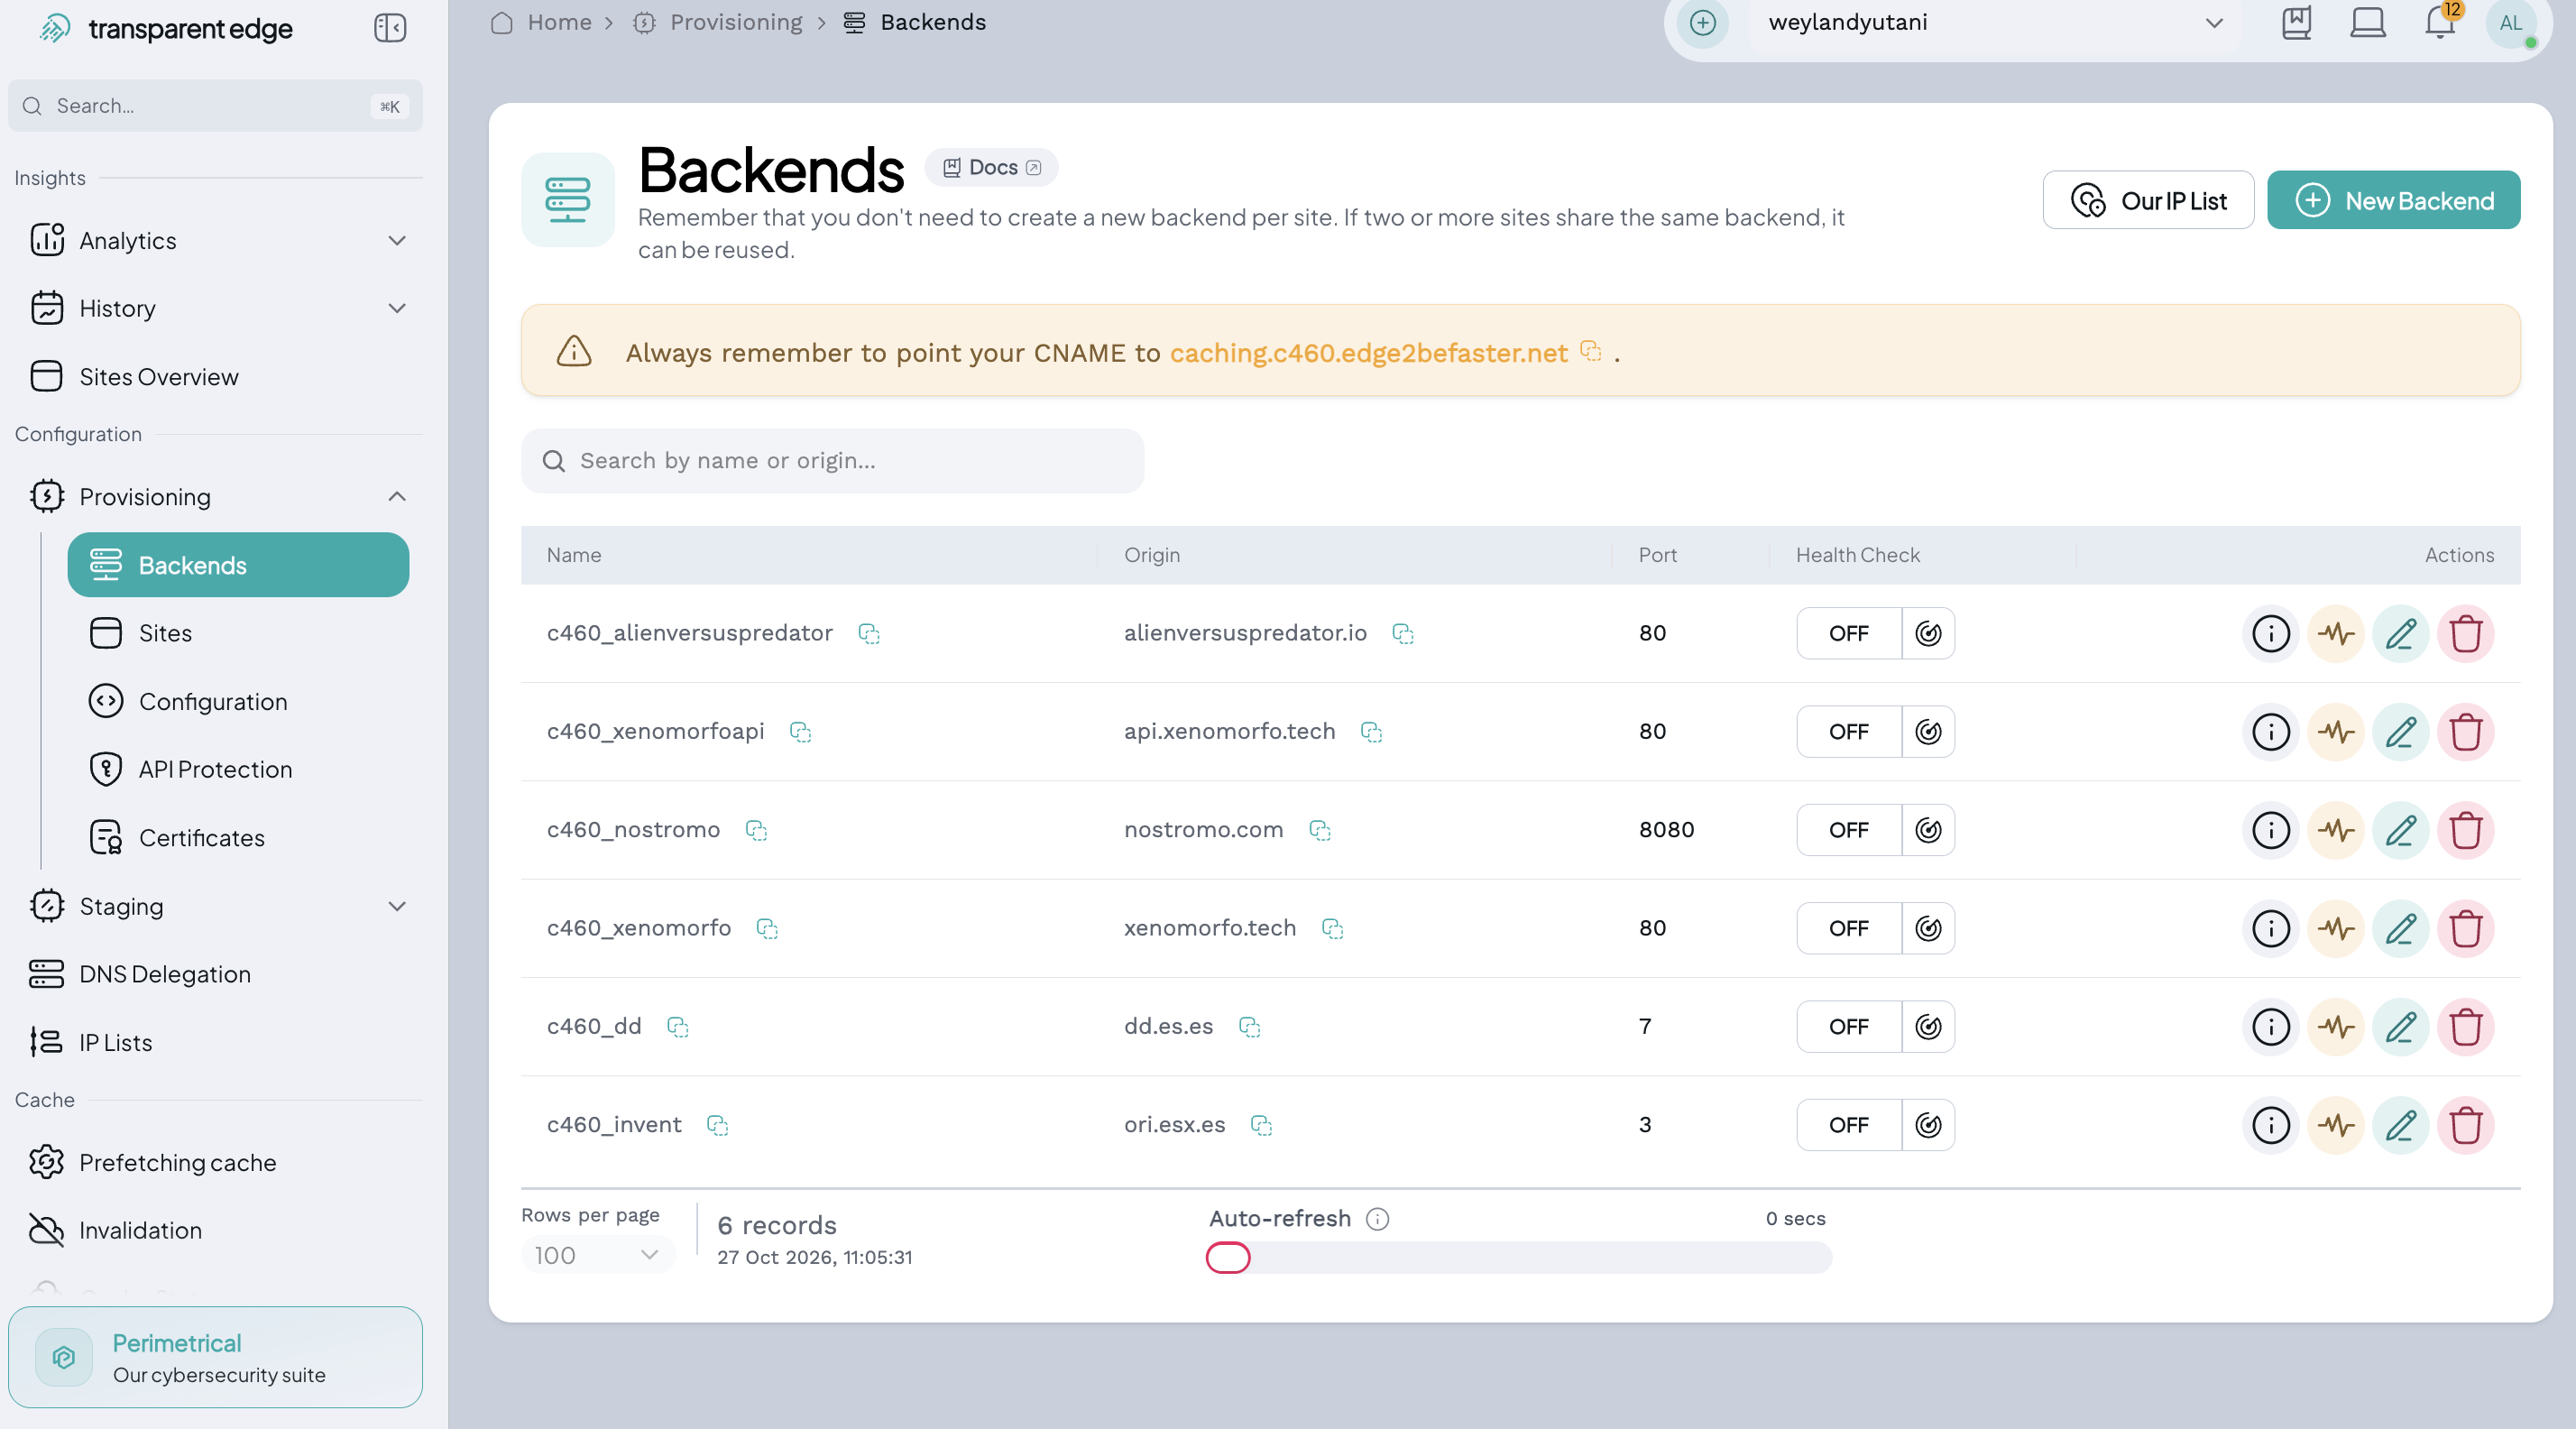 transparent edge
Search... ⌘K
Insights
Analytics
History
Sites Overview
Configuration
Provisioning
Backends
Sites
Configuration
API Protection
Certificates
Staging
DNS Delegation
IP Lists
Cache
Prefetching cache
Invalidation
Perimetrical
Our cybersecurity suite
Home > Provisioning > Backends
weylandyutani
12
AL
Backends Docs
Remember that you don't need to create a new backend per site. If two or more sites share the same backend, it
can be reused.
Our IP List
New Backend
Always remember to point your CNAME to caching.c460.edge2befaster.net .
Search by name or origin...
Name Origin Port Health Check Actions
c460_alienversuspredator alienversuspredator.io 80 OFF
c460_xenomorfoapi api.xenomorfo.tech 80 OFF
c460_nostromo nostromo.com 8080 OFF
c460_xenomorfo xenomorfo.tech 80 OFF
c460_dd dd.es.es 7 OFF
c460_invent ori.esx.es 3 OFF
Rows per page
100
6 records
27 Oct 2026, 11:05:31
Auto-refresh 0 secs